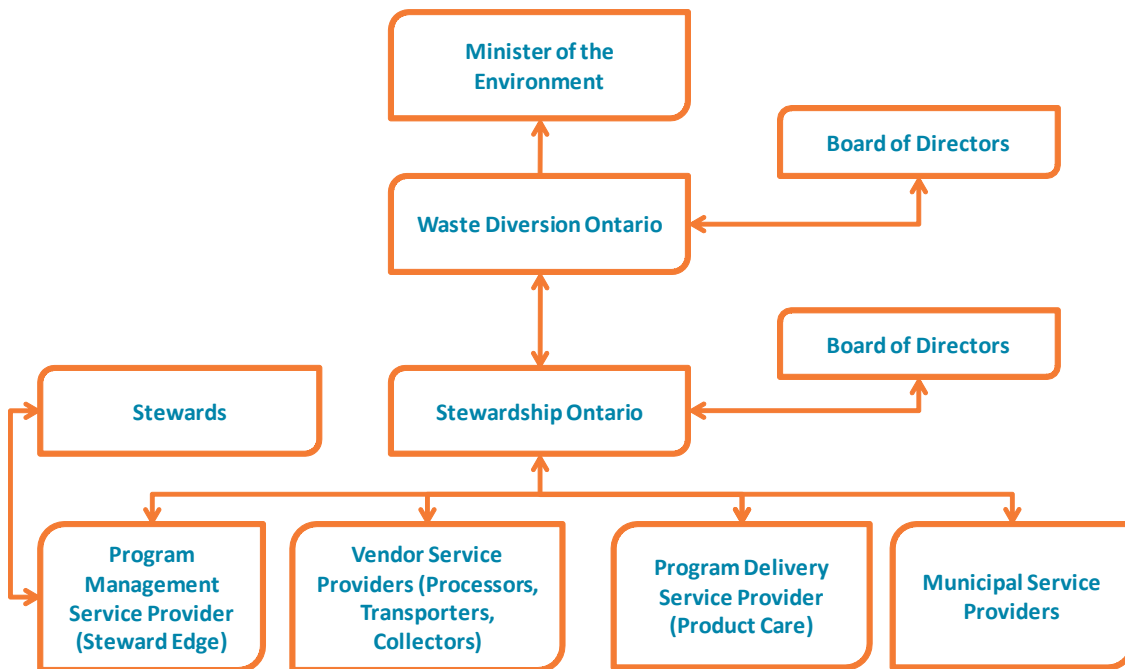 Minister of the
Environment
Board of Directors
Waste Diversion Ontario
Board of Directors
Stewards
Stewardship Ontario
Program
Management
Service Provider
(Steward Edge)
Vendor Service
Providers (Processors,
Transporters,
Collectors)
Program Delivery
Service Provider
(Product Care)
Municipal Service
Providers